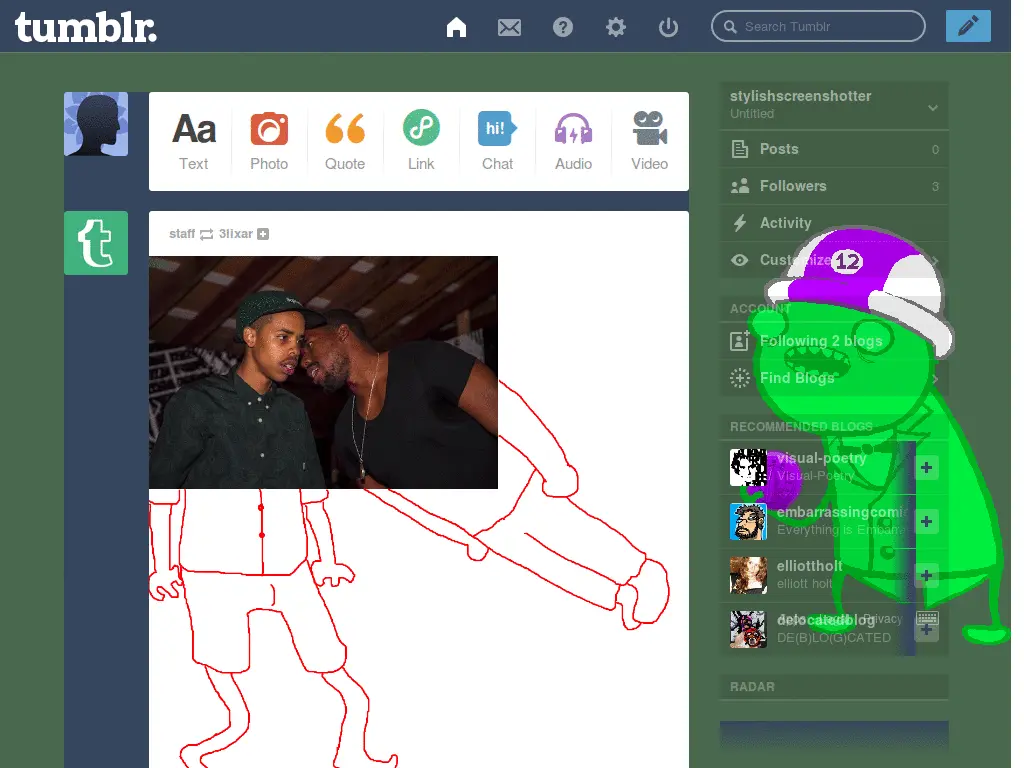 tumblr.
Search Tumblr
Aa
Text
Photo
Quote
Link
hi!
Chat
Audio
Video
staff 3lixar
stylishscreenshotter
Untitled
Posts 0
Followers 3
Activity
Customize
12
ACCOUNT
Following 2 blogs
Find Blogs
RECOMMENDED BLOGS
visual-poetry
Visual-Poetry
embarrassingcomic
Everything is Embarra
elliottholt
elliott holt
delocatedblog
Privacy
DE(B)LO(G)CATED
RADAR